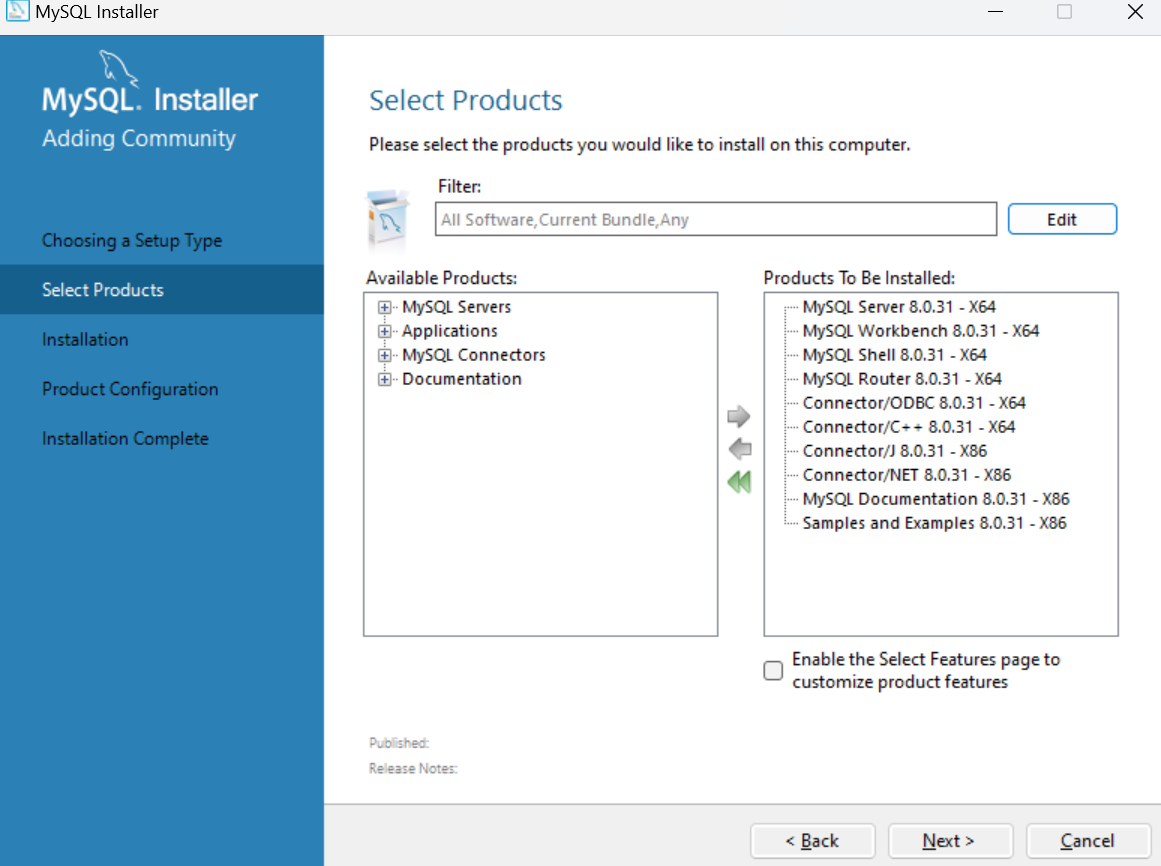 MySQL Installer
MySQL. Installer
Adding Community
Choosing a Setup Type
Select Products
Installation
Product Configuration
Installation Complete
Select Products
Please select the products you would like to install on this computer.
Filter:
All Software,Current Bundle,Any
Edit
Available Products:
MySQL Servers
Applications
MySQL Connectors
Documentation
Products To Be Installed:
MySQL Server 8.0.31 - X64
MySQL Workbench 8.0.31 - X64
MySQL Shell 8.0.31 - X64
MySQL Router 8.0.31 - X64
Connector/ODBC 8.0.31 - X64
Connector/C++ 8.0.31 - X64
Connector/J 8.0.31 - X86
Connector/NET 8.0.31 - X86
MySQL Documentation 8.0.31 - X86
Samples and Examples 8.0.31 - X86
Enable the Select Features page to
customize product features
Published:
Release Notes:
< Back
Next >
Cancel